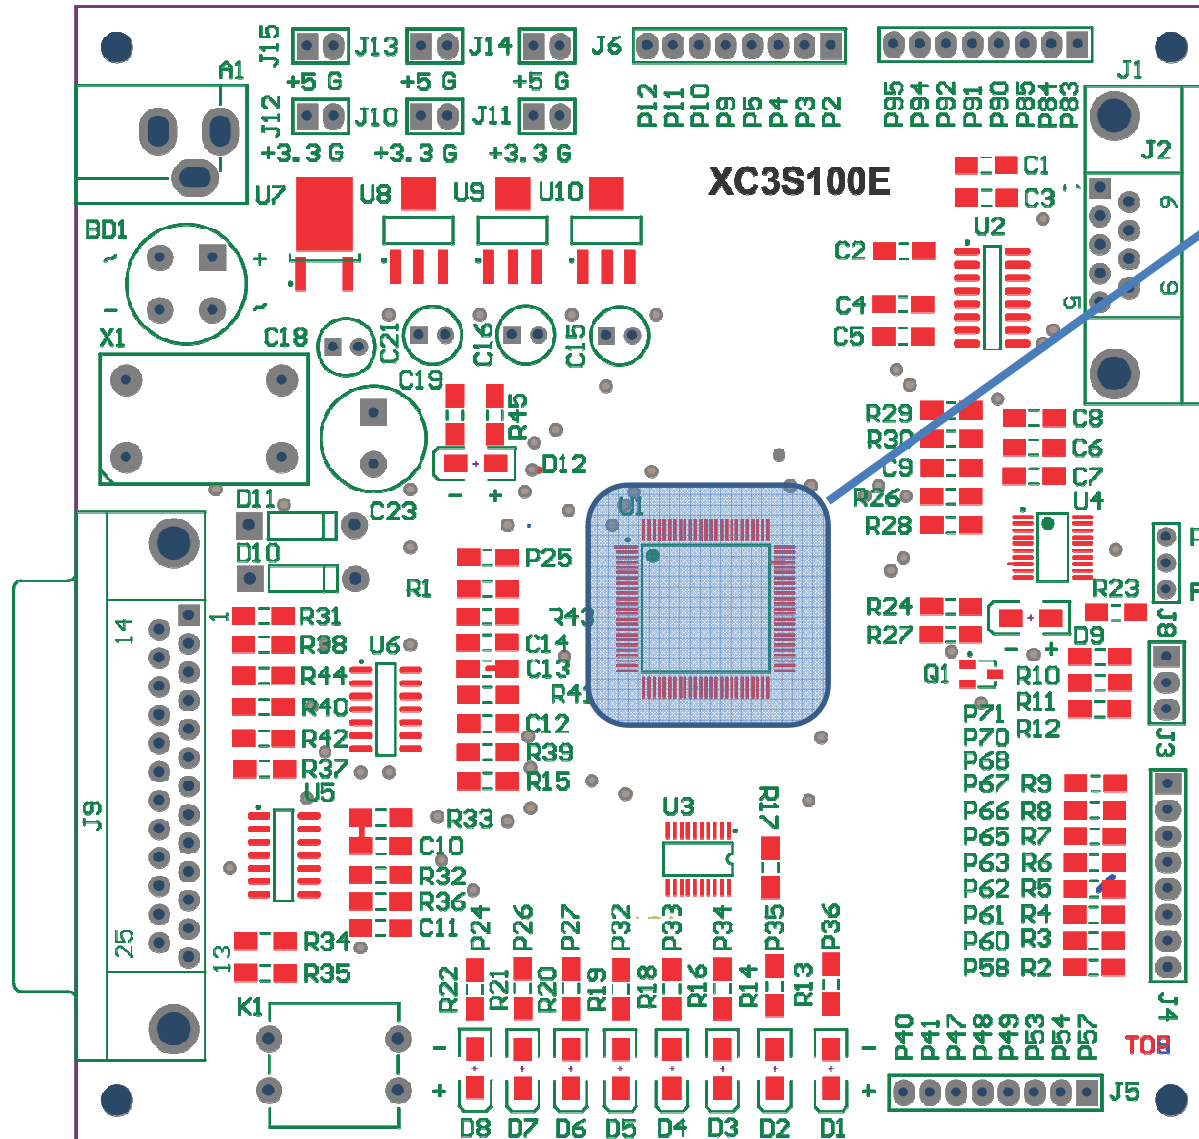 J15 J13 J14 J6
+5 G +5 G +5 G
A1 J1
J12 J10 J11
P12 P11 P10 P9 P5 P4 P3 P2
P95 P94 P92 P91 P90 P85 P84 P83
+3.3 G +3.3 G +3.3 G
J2
XC3S100E
C1
U7 U8 U9 U10
C3
6
BD1 U2
~ + C2
- ~ C4 5 9
X1 C18 C21 C16 C15 C5
C19
R45 R29 C8
R30 C6
D12 C9 C7
- +
D11 C23 U1 R26 U4
R28
D10 P25
R1 R23
1 R31 R43 R24 J8
14 R38 U6 C14 R27 D9
- +
R44 C13 Q1 R10
R40 R41 R11
R42 C12 P71 R12
P70 J3
R37 R39 P68
U5 R15 P67 R9
J9 R33 U3 R17 P66 R8
C10 P65 R7
R32 P63 R6
R36 P62 R5
C11 P61 R4
25 13 R34 P60 R3
R35 P58 R2
P24 P26 P27 P32 P33 P34 P35 P36
R22 R21 R20 R19 R18 R16 R14 R13
K1 J4
P40 P41 P47 P48 P49 P53 P54 P57
- -
BOT
+ + J5
D8 D7 D6 D5 D4 D3 D2 D1